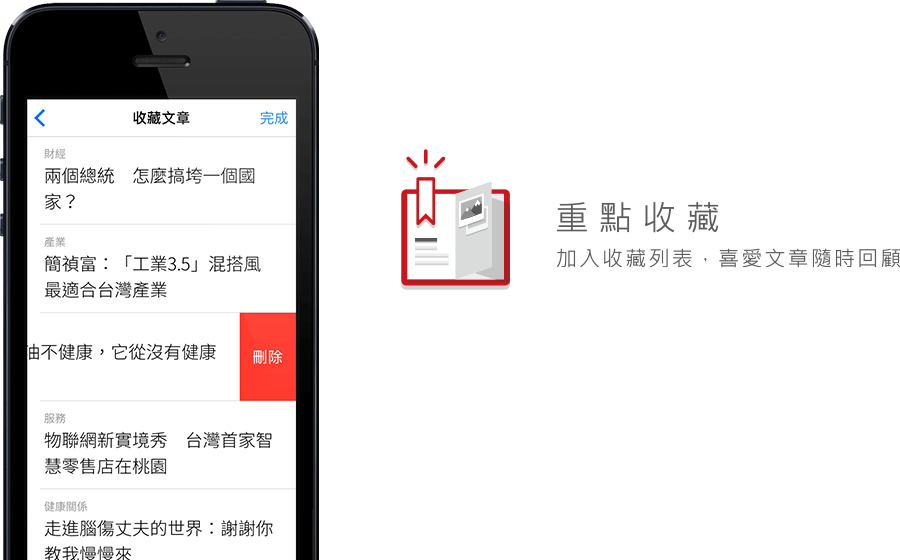 收藏文章
完成
財經
兩個總統　怎麼搞垮一個國
家？
產業
簡禎富：「工業3.5」混搭風
最適合台灣產業
油不健康，它從沒有健康
刪除
服務
物聯網新實境秀　台灣首家智
慧零售店在桃園
健康關係
走進腦傷丈夫的世界：謝謝你
教我慢慢來
重點收藏
加入收藏列表，喜愛文章隨時回顧